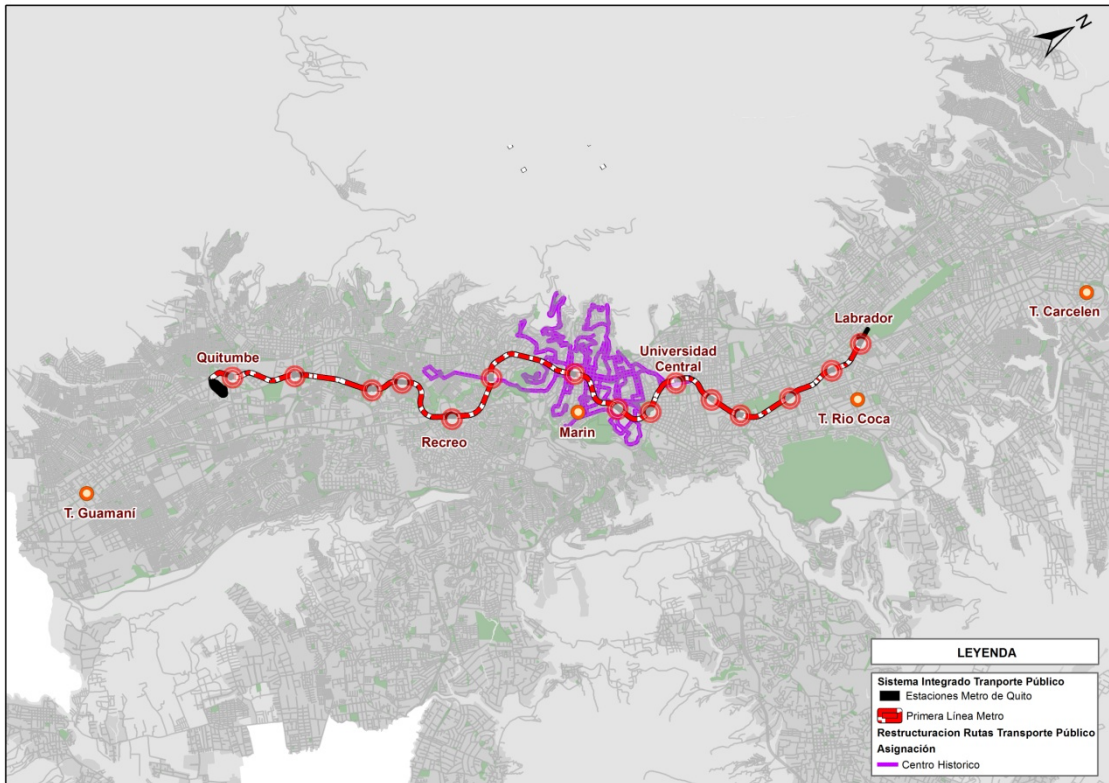 N
Labrador
T. Carcelen
Universidad
Central
Quitumbe
T. Rio Coca
Marin
Recreo
T. Guamaní
LEYENDA
Sistema Integrado Tranporte Público
Estaciones Metro de Quito
Primera Línea Metro
Restructuracion Rutas Transporte Público
Asignación
Centro Historico